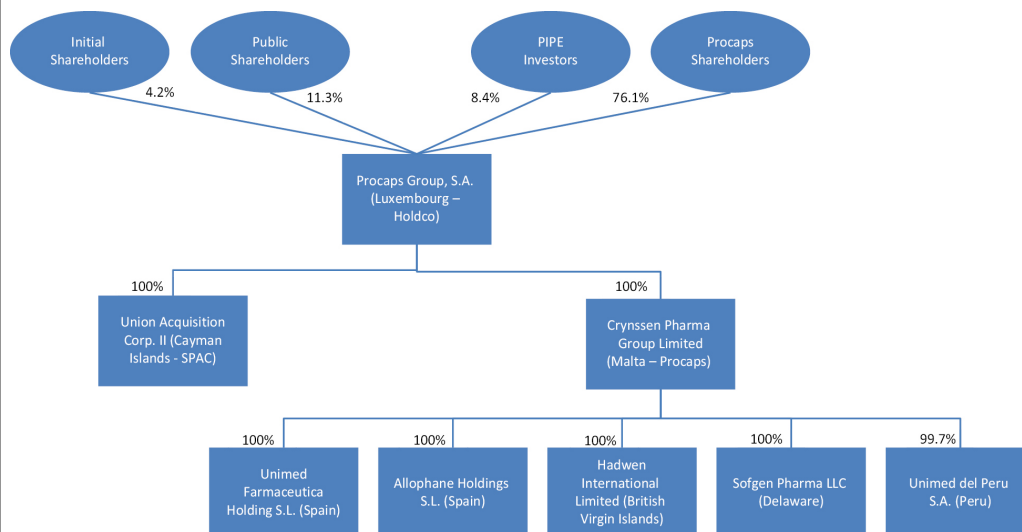 Initial
Shareholders
Public
Shareholders
PIPE
Investors
Procaps
Shareholders
4.2%
11.3%
8.4%
76.1%
Procaps Group, S.A.
(Luxembourg –
Holdco)
100%
100%
Union Acquisition
Corp. II (Cayman
Islands - SPAC)
Crynssen Pharma
Group Limited
(Malta – Procaps)
100%
100%
100%
100%
99.7%
Unimed
Farmaceutica
Holding S.L. (Spain)
Allophane Holdings
S.L. (Spain)
Hadwen
International
Limited (British
Virgin Islands)
Sofgen Pharma LLC
(Delaware)
Unimed del Peru
S.A. (Peru)